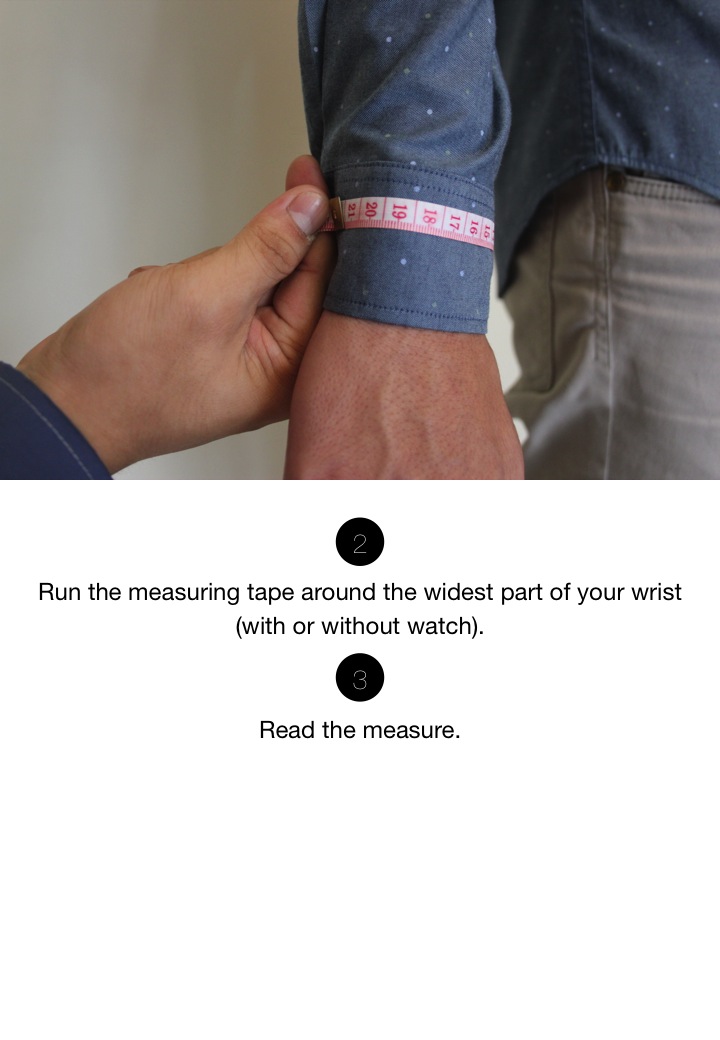 21 20 19 18 17 16 15
2
Run the measuring tape around the widest part of your wrist
(with or without watch).
3
Read the measure.